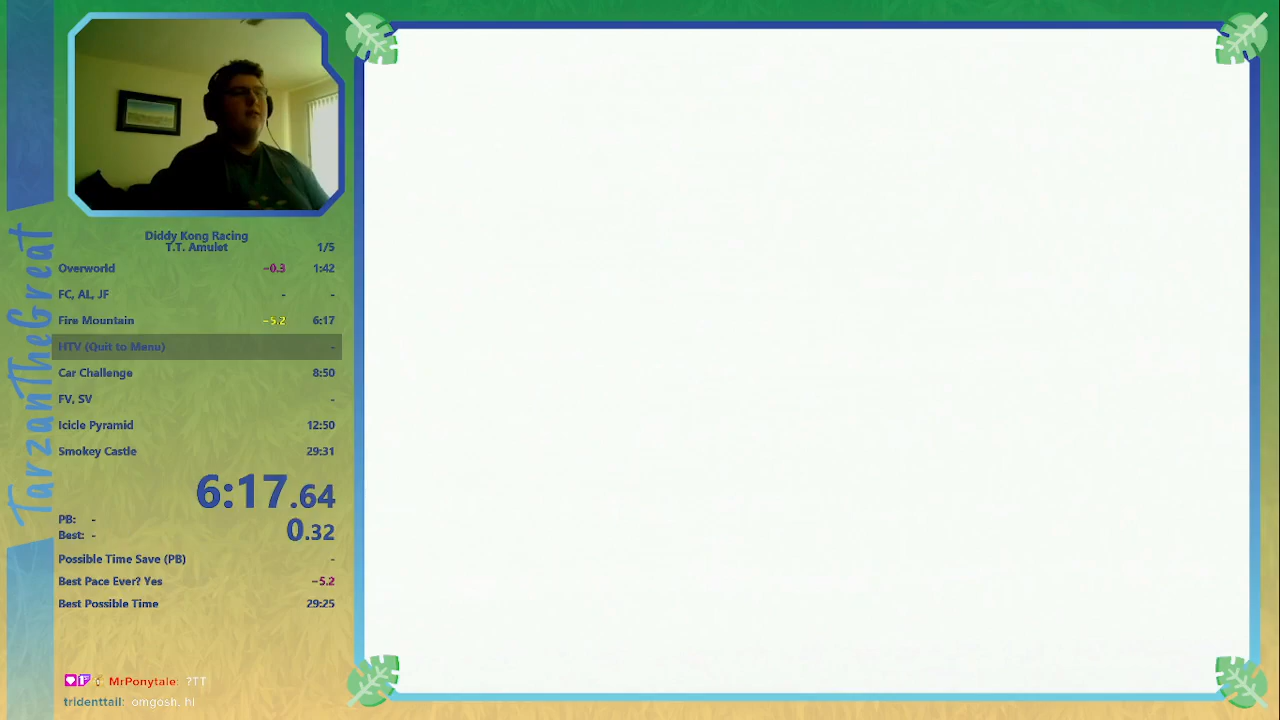 TarzanTheGreat
Diddy Kong Racing
T.T. Amulet 1/5
Overworld −0.3 1:42
FC, AL, JF - -
Fire Mountain −5.2 6:17
HTV (Quit to Menu) -
Car Challenge 8:50
FV, SV -
Icicle Pyramid 12:50
Smokey Castle 29:31
6:17.64
PB: -
Best: - 0.32
Possible Time Save (PB) -
Best Pace Ever? Yes −5.2
Best Possible Time 29:25
MrPonytale: ?TT
tridenttail: omgosh, hi